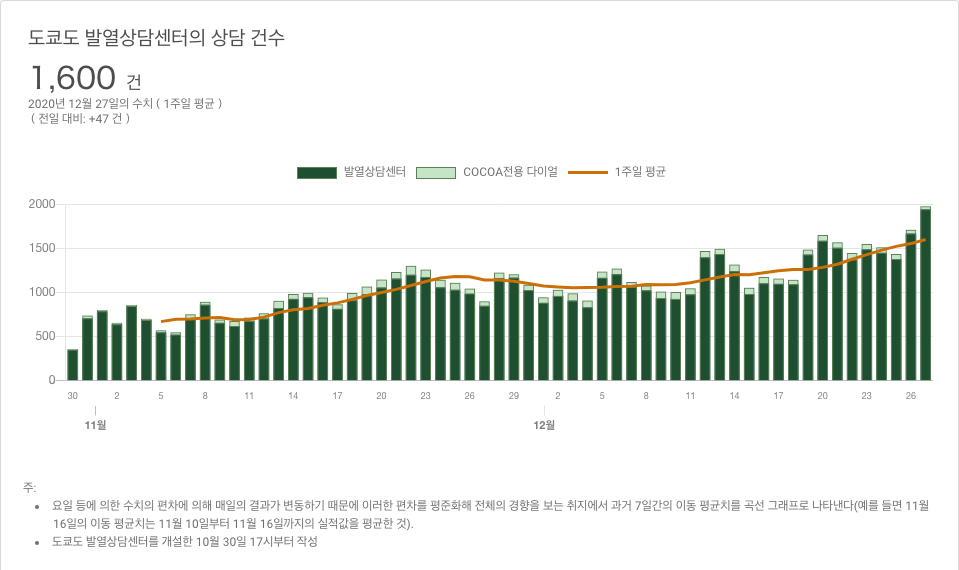 도쿄도 발열상담센터의 상담 건수
1,600 건
2020년 12월 27일의 수치 ( 1주일 평균 )
( 전일 대비: +47 건 )
발열상담센터 COCOA전용 다이얼 1주일 평균
2000
1500
1000
500
0
30 2 5 8 11 14 17 20 23 26 29 2 5 8 11 14 17 20 23 26
11월 12월
주:
• 요일 등에 의한 수치의 편차에 의해 매일의 결과가 변동하기 때문에 이러한 편차를 평준화해 전체의 경향을 보는 취지에서 과거 7일간의 이동 평균치를 곡선 그래프로 나타낸다(예를 들면 11월
16일의 이동 평균치는 11월 10일부터 11월 16일까지의 실적값을 평균한 것).
• 도쿄도 발열상담센터를 개설한 10월 30일 17시부터 작성